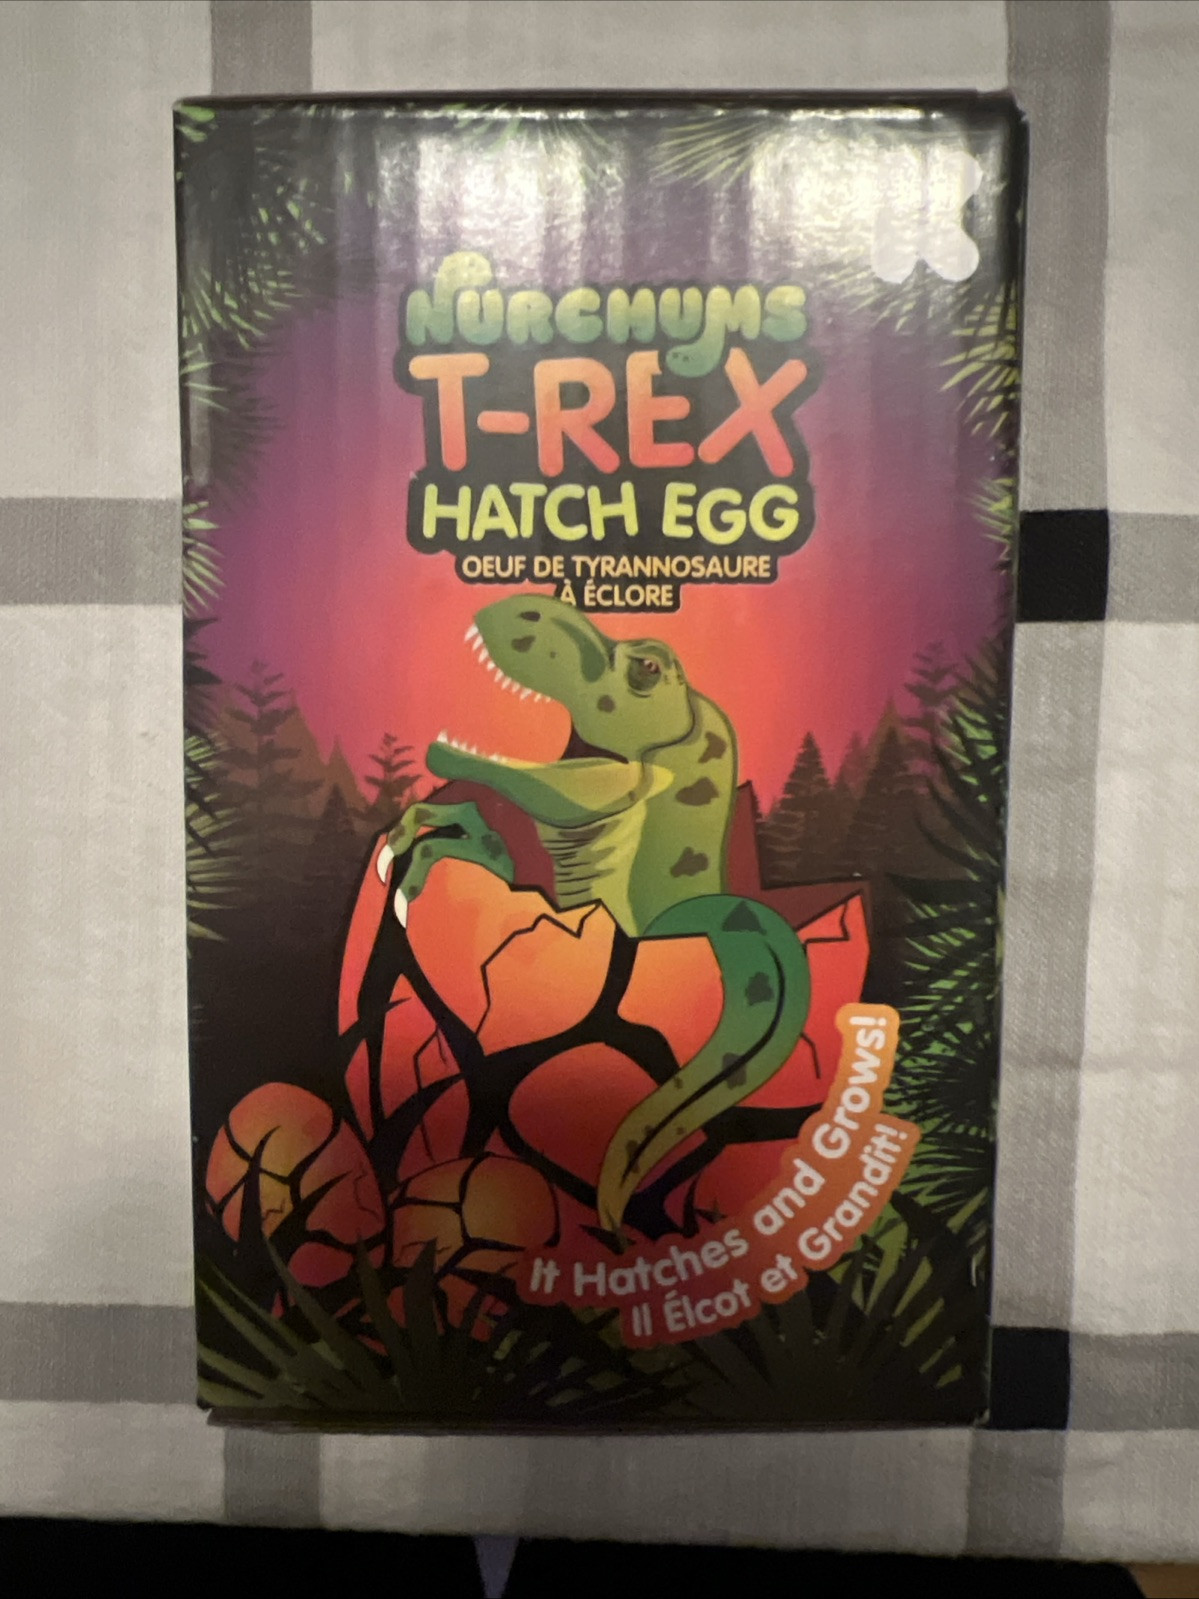 NURCHUMS
T-REX
HATCH EGG
OEUF DE TYRANNOSAURE
À ÉCLORE
It Hatches and Grows!
Il Élcot et Grandit!